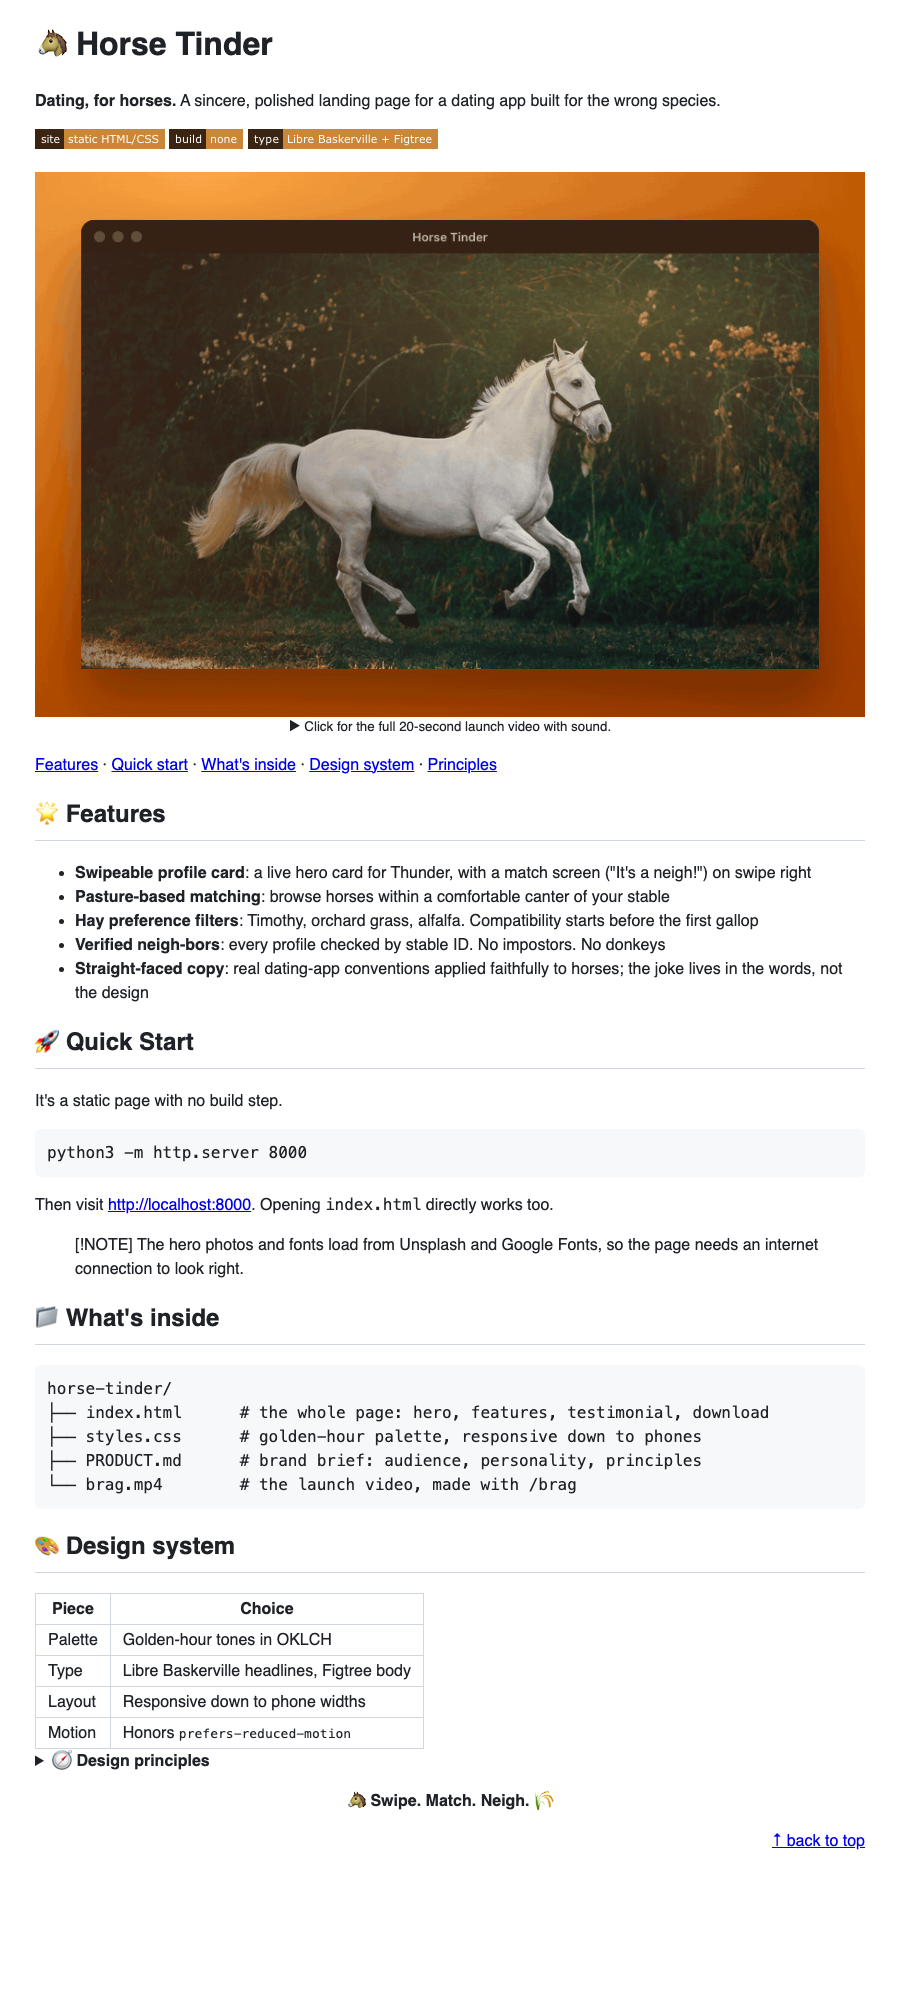 🐴 Horse Tinder
Dating, for horses. A sincere, polished landing page for a dating app built for the wrong species.
site static HTML/CSS build none type Libre Baskerville + Figtree
Horse Tinder
▶ Click for the full 20-second launch video with sound.
Features · Quick start · What's inside · Design system · Principles
🌟 Features
• Swipeable profile card: a live hero card for Thunder, with a match screen ("It's a neigh!") on swipe right
• Pasture-based matching: browse horses within a comfortable canter of your stable
• Hay preference filters: Timothy, orchard grass, alfalfa. Compatibility starts before the first gallop
• Verified neigh-bors: every profile checked by stable ID. No impostors. No donkeys
• Straight-faced copy: real dating-app conventions applied faithfully to horses; the joke lives in the words, not
the design
🚀 Quick Start
It's a static page with no build step.
python3 -m http.server 8000
Then visit http://localhost:8000. Opening index.html directly works too.
[!NOTE] The hero photos and fonts load from Unsplash and Google Fonts, so the page needs an internet
connection to look right.
📁 What's inside
horse-tinder/
├── index.html      # the whole page: hero, features, testimonial, download
├── styles.css      # golden-hour palette, responsive down to phones
├── PRODUCT.md      # brand brief: audience, personality, principles
└── brag.mp4        # the launch video, made with /brag
🎨 Design system
Piece Choice
Palette Golden-hour tones in OKLCH
Type Libre Baskerville headlines, Figtree body
Layout Responsive down to phone widths
Motion Honors prefers-reduced-motion
▶ 🧭 Design principles
🐴 Swipe. Match. Neigh. 🌾
↑ back to top